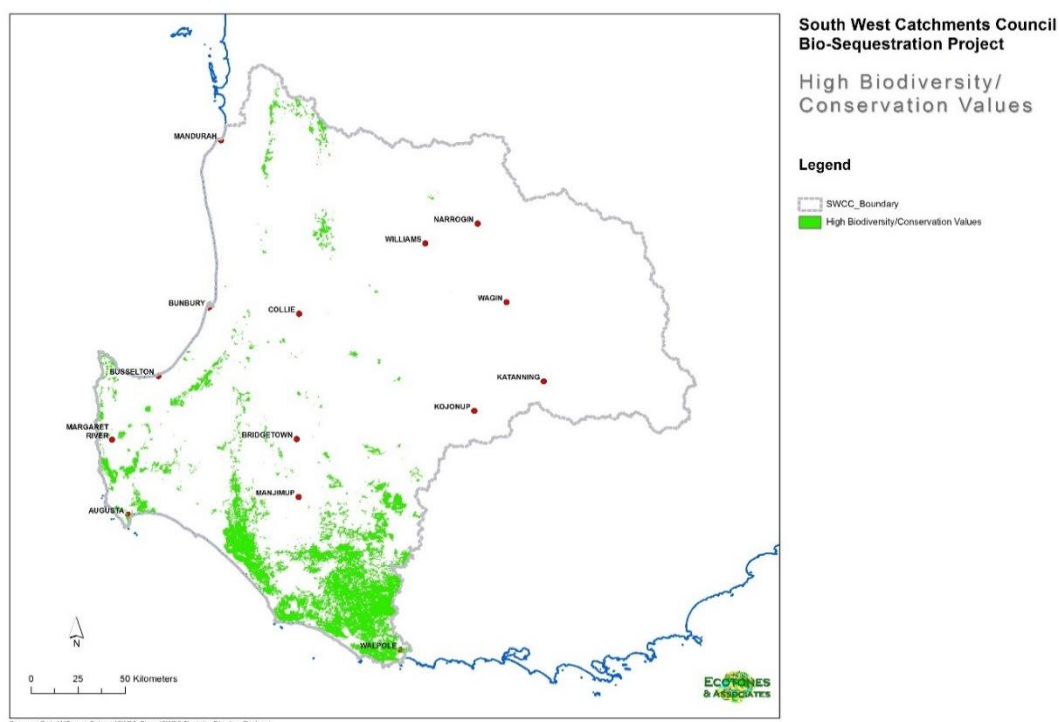 South West Catchments Council
Bio-Sequestration Project
High Biodiversity/
Conservation Values
Legend
SWCC_Boundary
High Biodiversity/Conservation Values
MANDURAH
NARROGIN
WILLIAMS
WAGIN
BUNBURY
COLLIE
BUSSELTON
KATANNING
KOJONUP
MARGARET
RIVER
BRIDGETOWN
MANJIMUP
AUGUSTA
WALPOLE
N
0 25 50 Kilometers
ECOTONES
& ASSOCIATES